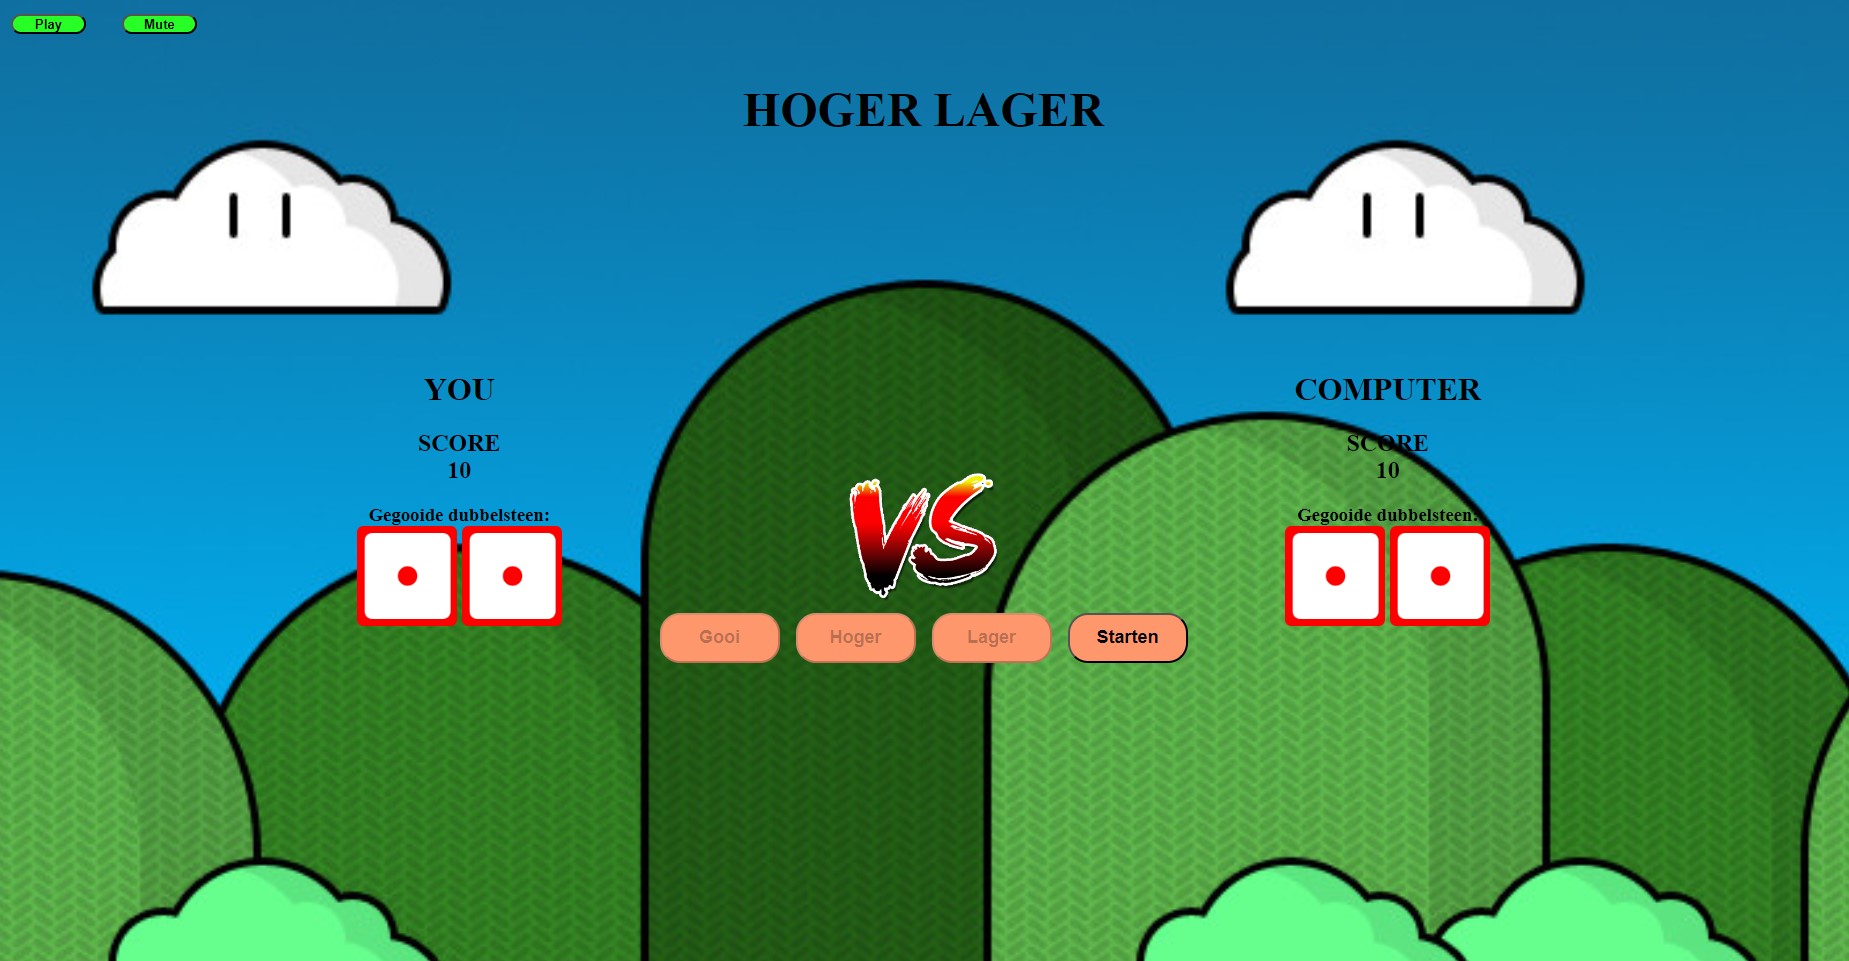 Play
Mute
HOGER LAGER
YOU
SCORE
10
Gegooide dubbelsteen:
COMPUTER
SCORE
10
Gegooide dubbelsteen:
VS
Gooi
Hoger
Lager
Starten